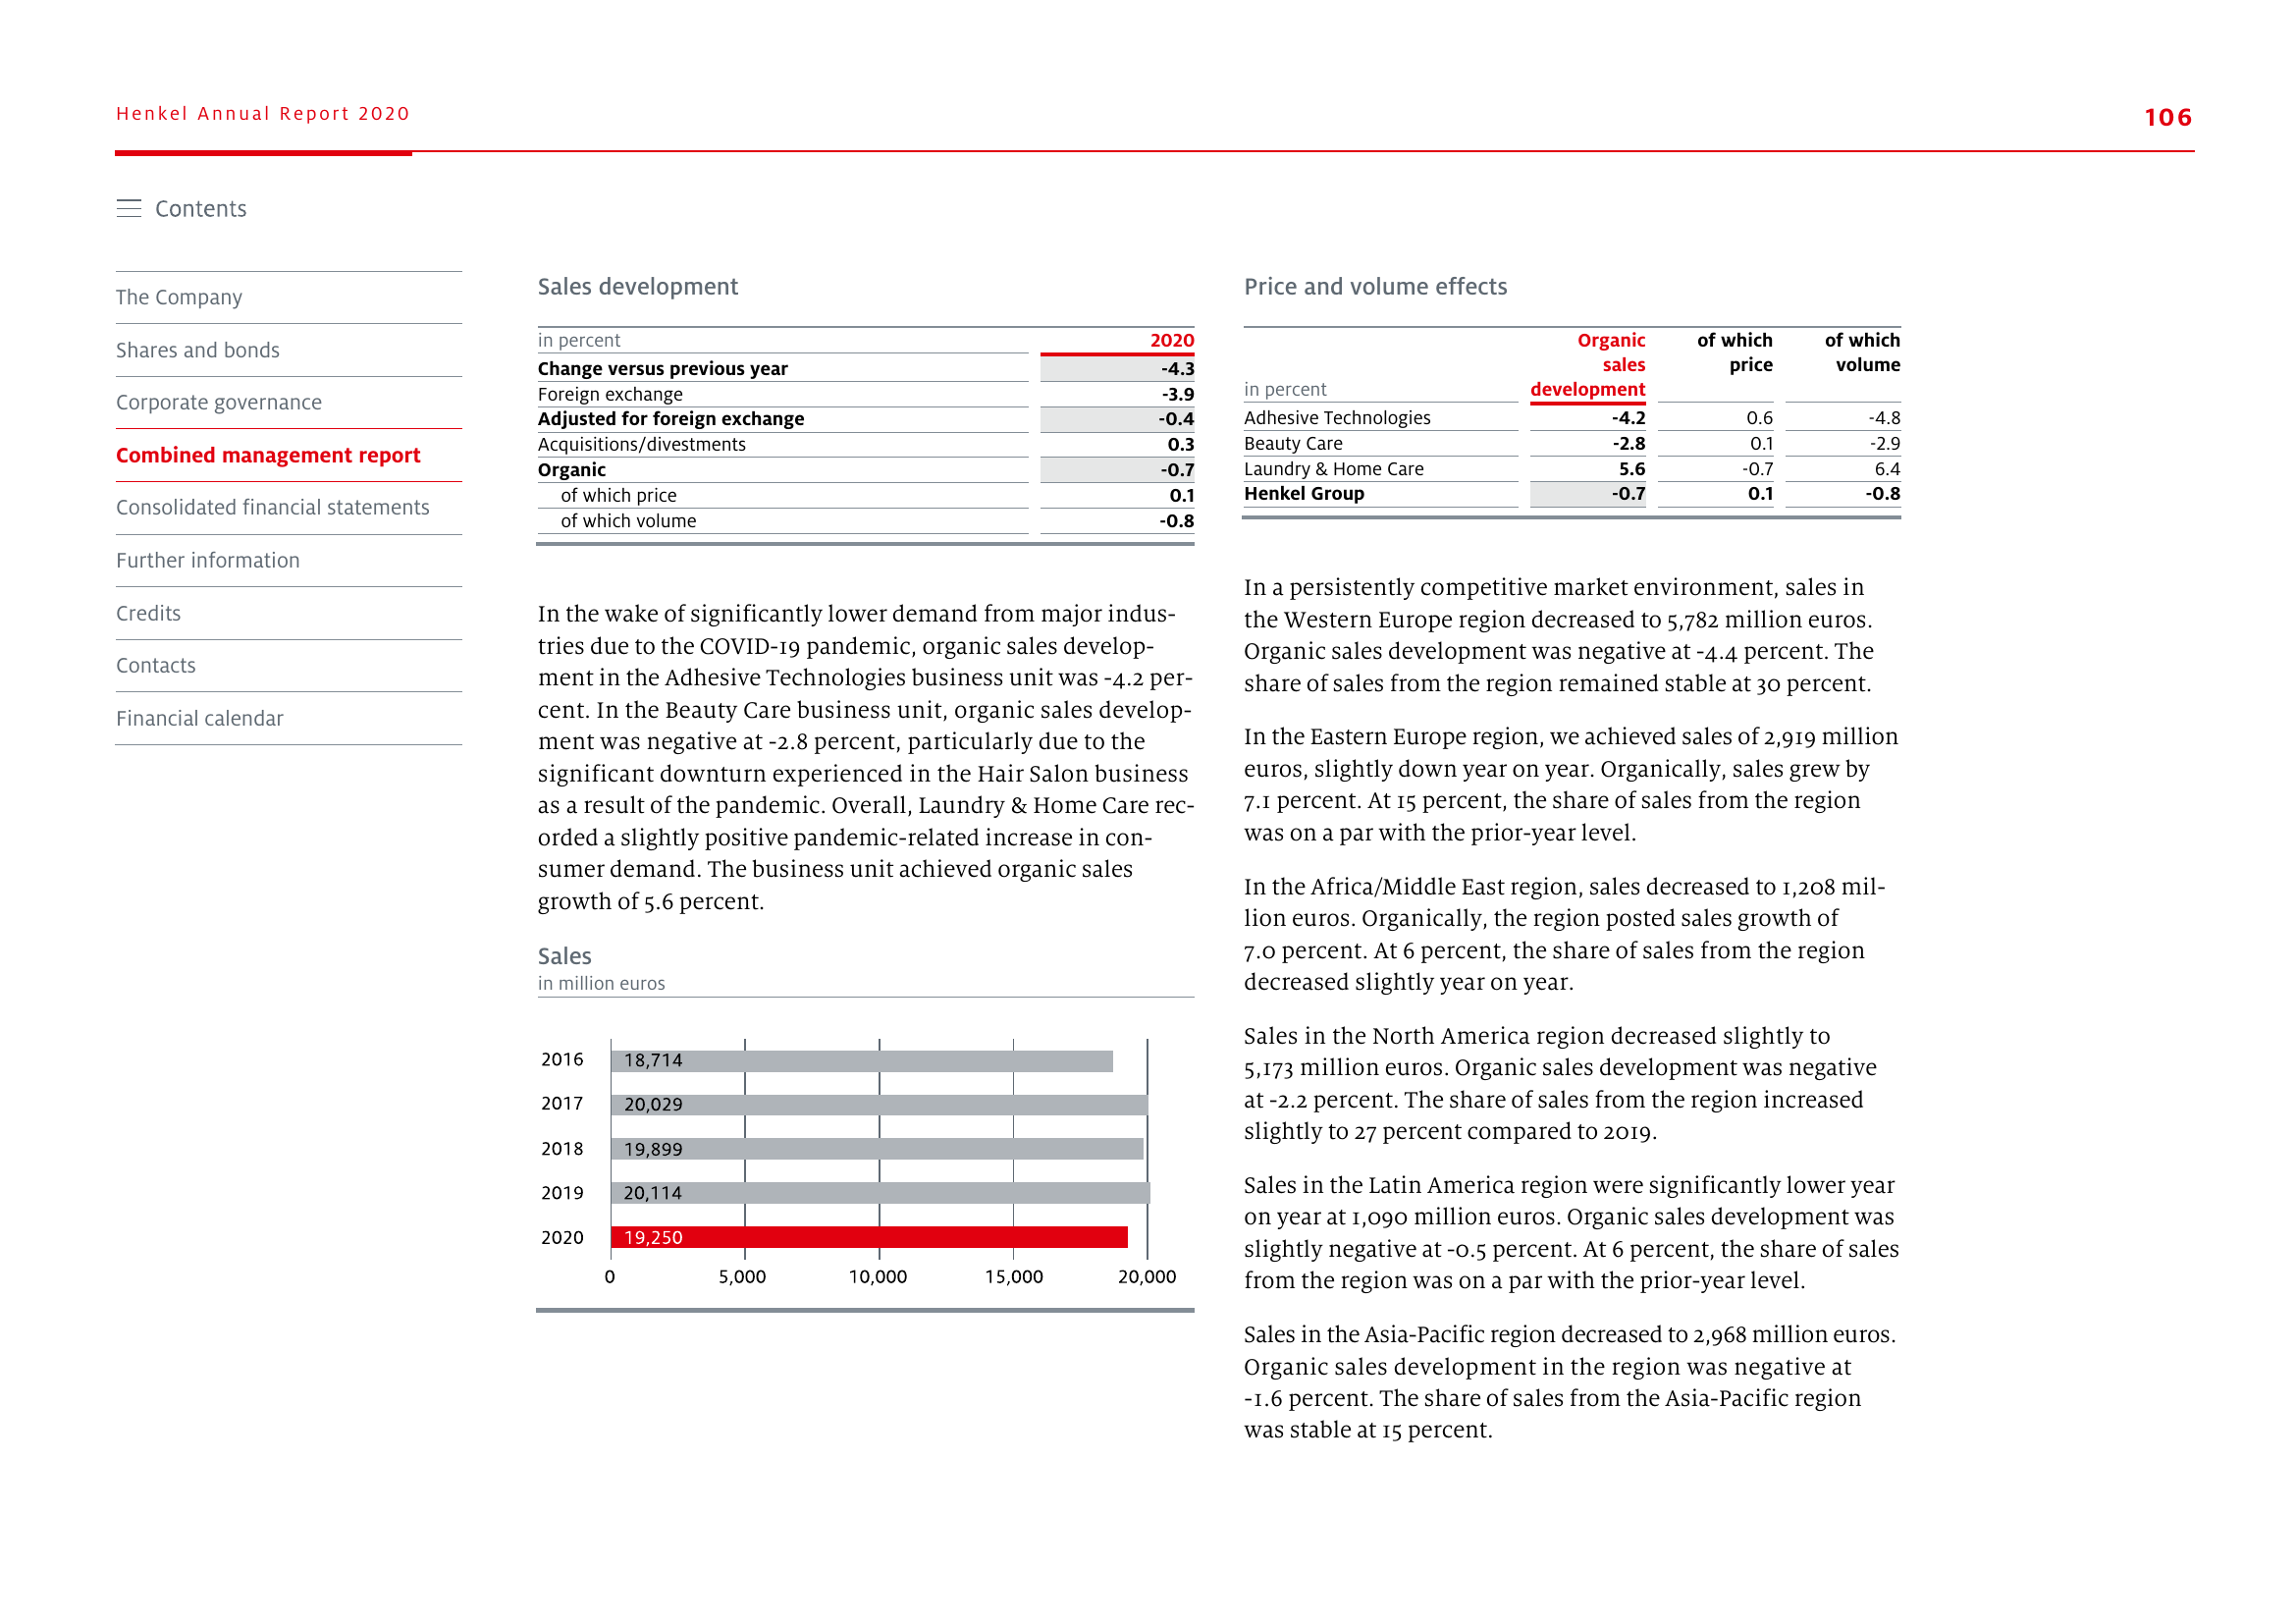 Henkel Annual Report 2020
106
Contents
The Company
Shares and bonds
Corporate governance
Combined management report
Consolidated financial statements
Further information
Credits
Contacts
Financial calendar
Sales development
in percent 2020
Change versus previous year -4.3
Foreign exchange -3.9
Adjusted for foreign exchange -0.4
Acquisitions/divestments 0.3
Organic -0.7
of which price 0.1
of which volume -0.8
In the wake of significantly lower demand from major indus-
tries due to the COVID-19 pandemic, organic sales develop-
ment in the Adhesive Technologies business unit was -4.2 per-
cent. In the Beauty Care business unit, organic sales develop-
ment was negative at -2.8 percent, particularly due to the
significant downturn experienced in the Hair Salon business
as a result of the pandemic. Overall, Laundry & Home Care rec-
orded a slightly positive pandemic-related increase in con-
sumer demand. The business unit achieved organic sales
growth of 5.6 percent.
Sales
in million euros
2016 18,714
2017 20,029
2018 19,899
2019 20,114
2020 19,250
0 5,000 10,000 15,000 20,000
Price and volume effects
Organic of which of which
sales price volume
in percent development
Adhesive Technologies -4.2 0.6 -4.8
Beauty Care -2.8 0.1 -2.9
Laundry & Home Care 5.6 -0.7 6.4
Henkel Group -0.7 0.1 -0.8
In a persistently competitive market environment, sales in
the Western Europe region decreased to 5,782 million euros.
Organic sales development was negative at -4.4 percent. The
share of sales from the region remained stable at 30 percent.
In the Eastern Europe region, we achieved sales of 2,919 million
euros, slightly down year on year. Organically, sales grew by
7.1 percent. At 15 percent, the share of sales from the region
was on a par with the prior-year level.
In the Africa/Middle East region, sales decreased to 1,208 mil-
lion euros. Organically, the region posted sales growth of
7.0 percent. At 6 percent, the share of sales from the region
decreased slightly year on year.
Sales in the North America region decreased slightly to
5,173 million euros. Organic sales development was negative
at -2.2 percent. The share of sales from the region increased
slightly to 27 percent compared to 2019.
Sales in the Latin America region were significantly lower year
on year at 1,090 million euros. Organic sales development was
slightly negative at -0.5 percent. At 6 percent, the share of sales
from the region was on a par with the prior-year level.
Sales in the Asia-Pacific region decreased to 2,968 million euros.
Organic sales development in the region was negative at
-1.6 percent. The share of sales from the Asia-Pacific region
was stable at 15 percent.